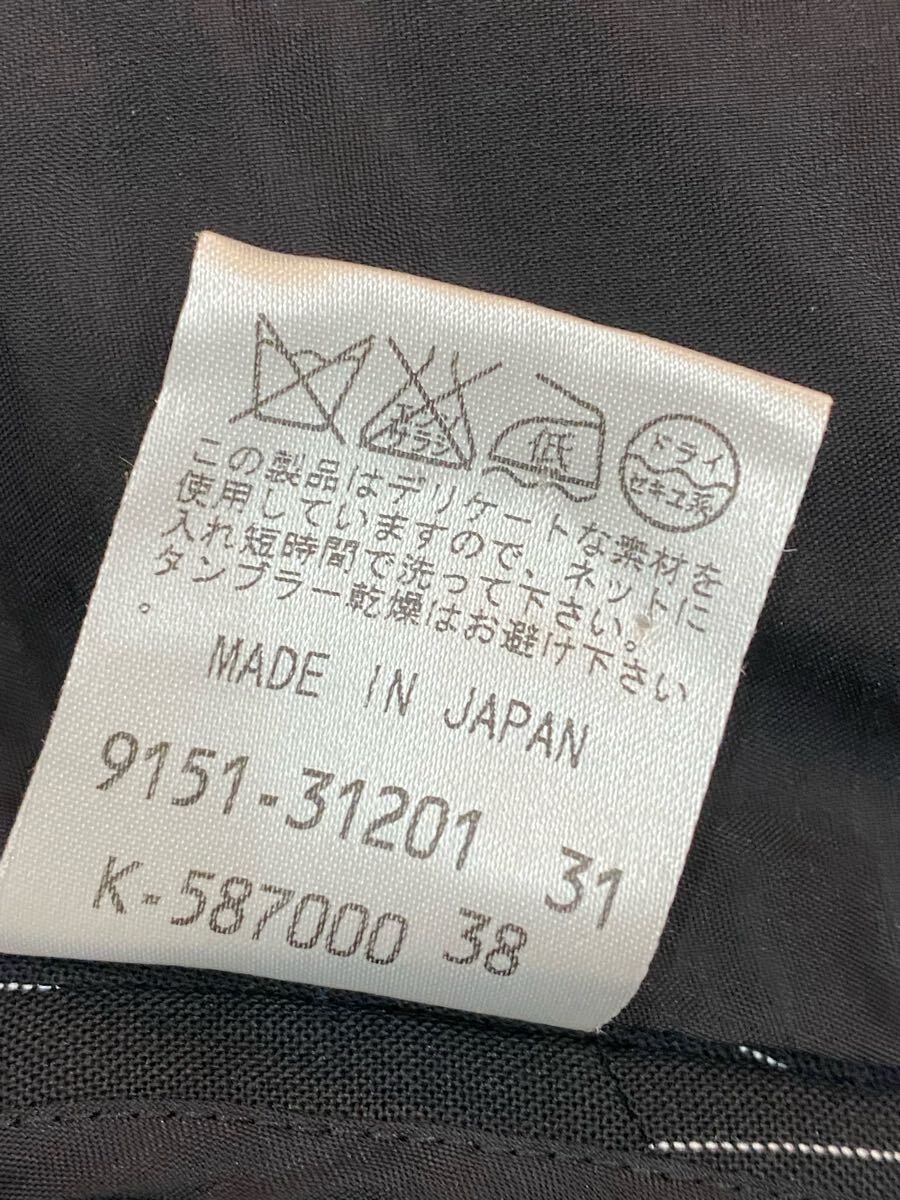 エンソ
サラシ
低
ドライ
セキユ系
この製品はデリケートな素材を
使用していますので、ネットに
入れ短時間で洗って下さい。
タンブラー乾燥はお避け下さい
。
MADE IN JAPAN
9151-31201 31
K-587000 38